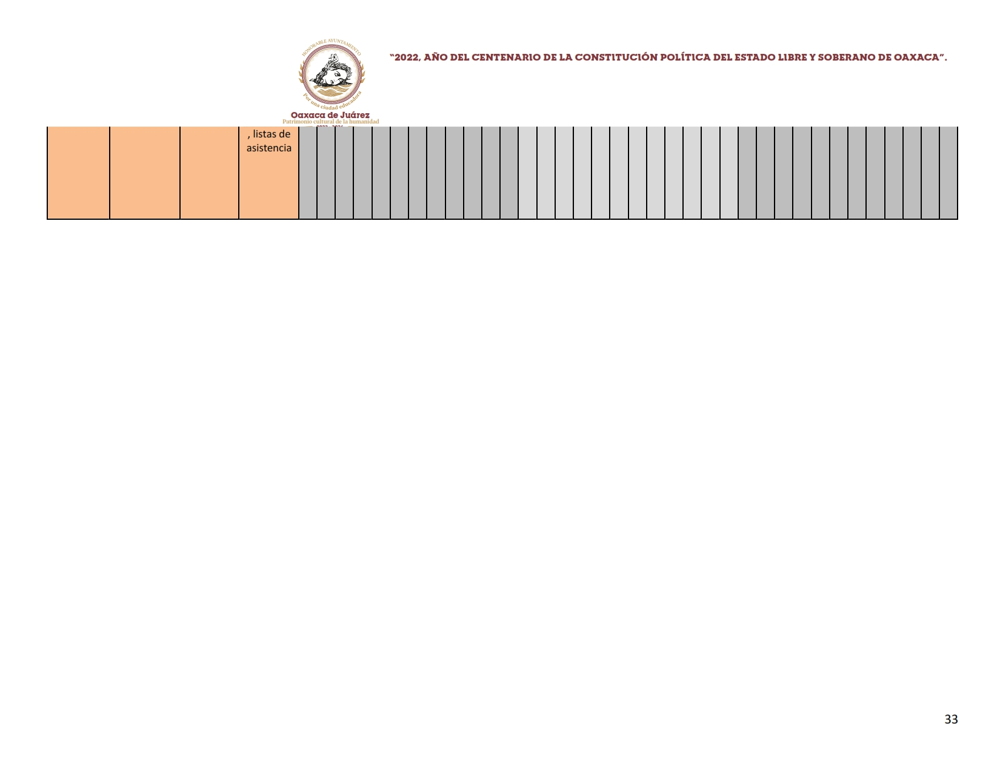 HONORABLE AYUNTAMIENTO
Por una ciudad educadora
Oaxaca de Juárez
Patrimonio cultural de la humanidad
“2022, AÑO DEL CENTENARIO DE LA CONSTITUCIÓN POLÍTICA DEL ESTADO LIBRE Y SOBERANO DE OAXACA”.
, listas de
asistencia
33